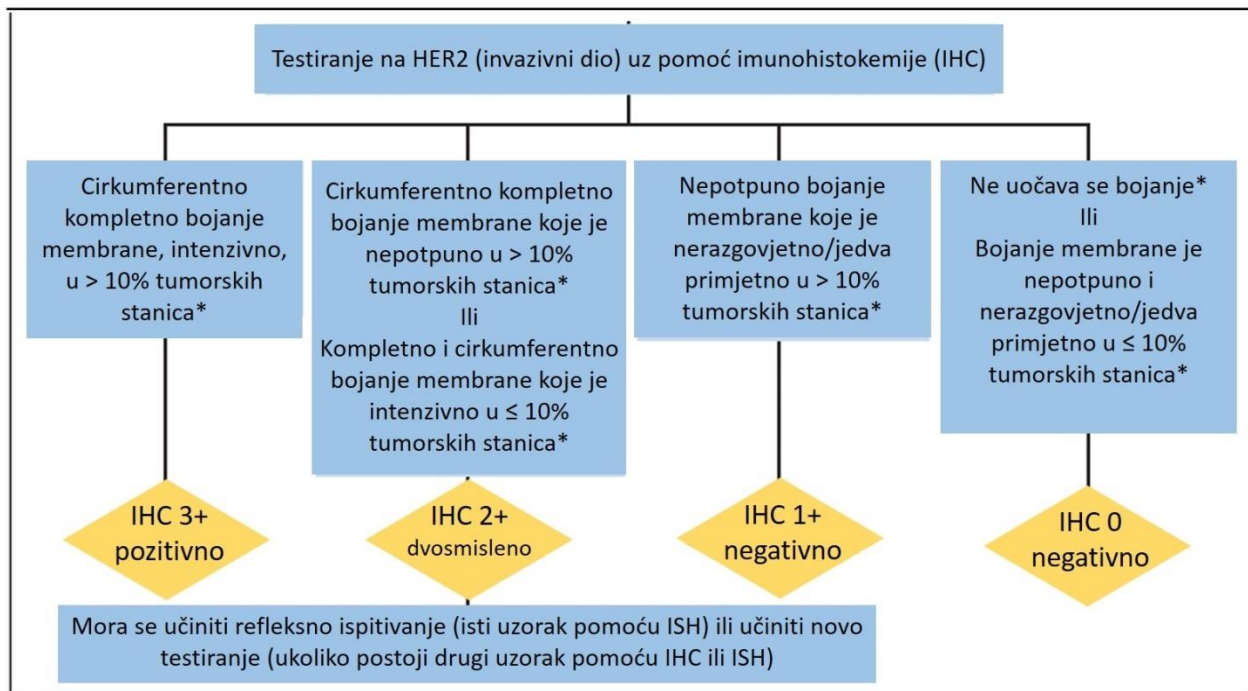 Testiranje na HER2 (invazivni dio) uz pomoć imunohistokemije (IHC)
Cirkumferentno
kompletno bojanje
membrane, intenzivno,
u > 10% tumorskih
stanica*
Cirkumferentno kompletno
bojanje membrane koje je
nepotpuno u > 10%
tumorskih stanica*
Ili
Kompletno i cirkumferentno
bojanje membrane koje je
intenzivno u ≤ 10%
tumorskih stanica*
Nepotpuno bojanje
membrane koje je
nerazgovjetno/jedva
primjetno u > 10%
tumorskih stanica*
Ne uočava se bojanje*
Ili
Bojanje membrane je
nepotpuno i
nerazgovjetno/jedva
primjetno u ≤ 10%
tumorskih stanica*
IHC 3+
pozitivno
IHC 2+
dvosmisleno
IHC 1+
negativno
IHC 0
negativno
Mora se učiniti refleksno ispitivanje (isti uzorak pomoću ISH) ili učiniti novo
testiranje (ukoliko postoji drugi uzorak pomoću IHC ili ISH)